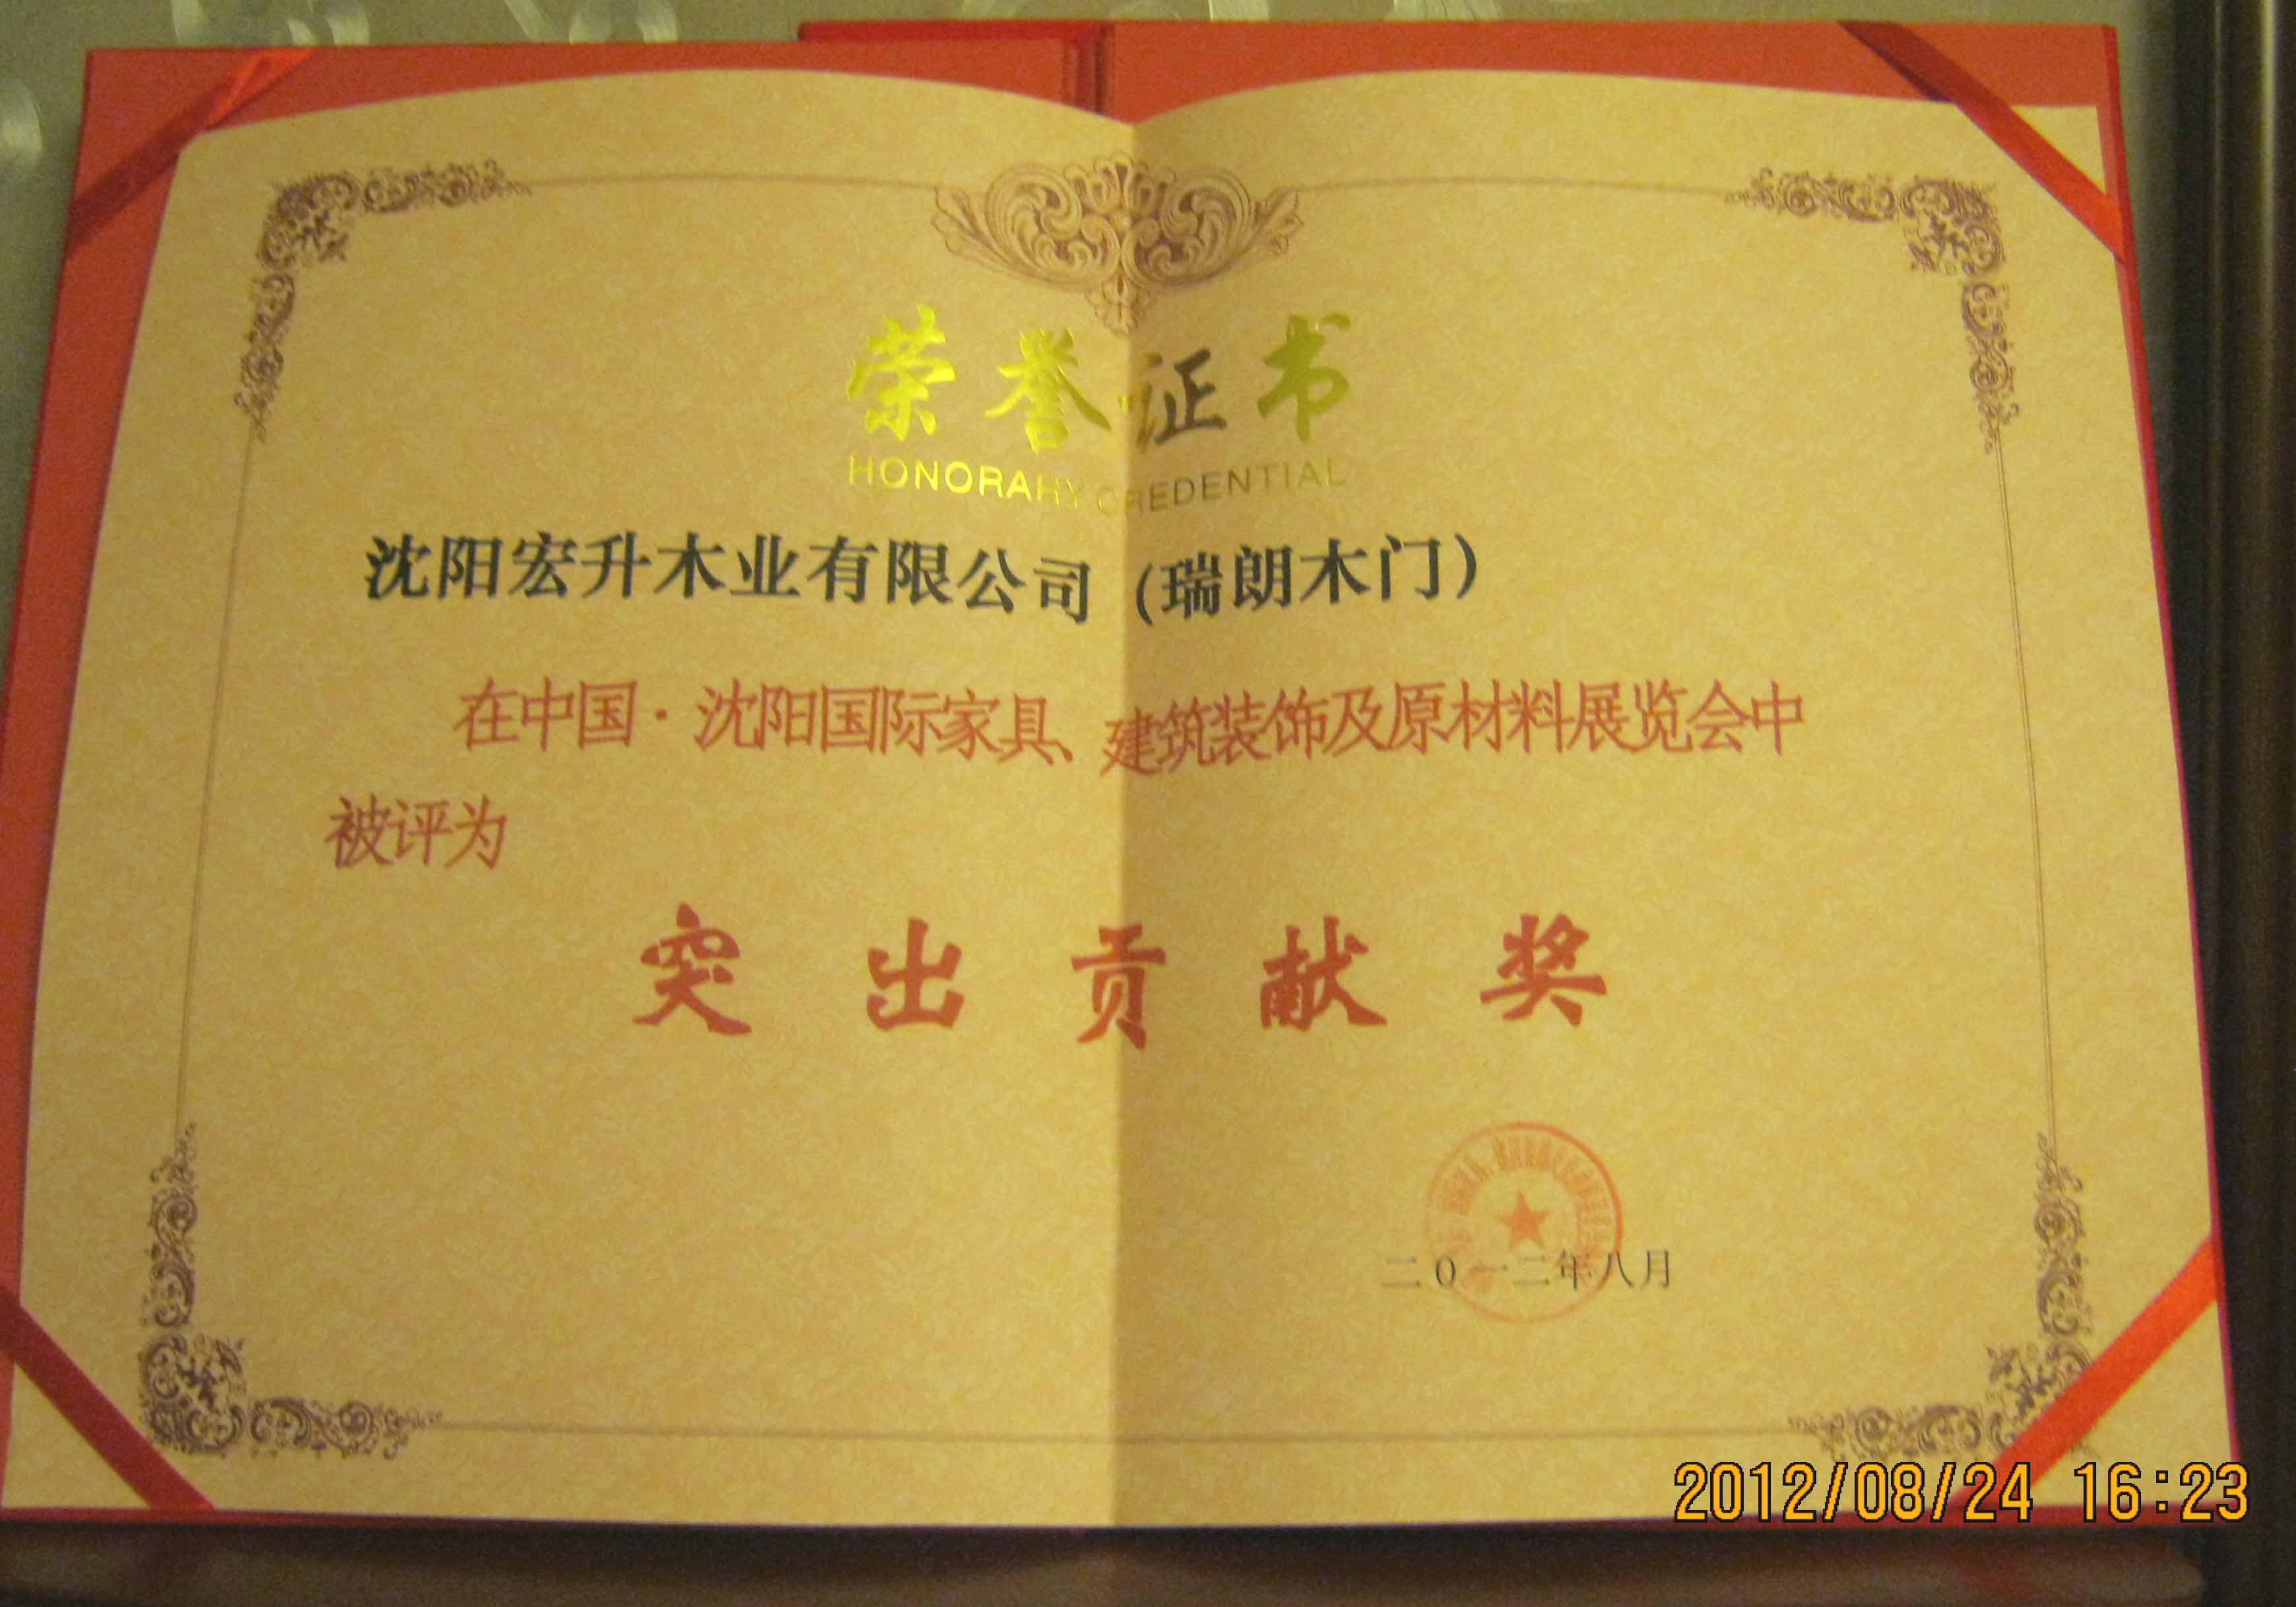 荣誉证书
HONORARY CREDENTIAL
沈阳宏升木业有限公司（瑞朗木门）
在中国·沈阳国际家具、建筑装饰及原材料展览会中
被评为
突出贡献奖
二0一二年八月
2012/08/24 16:23